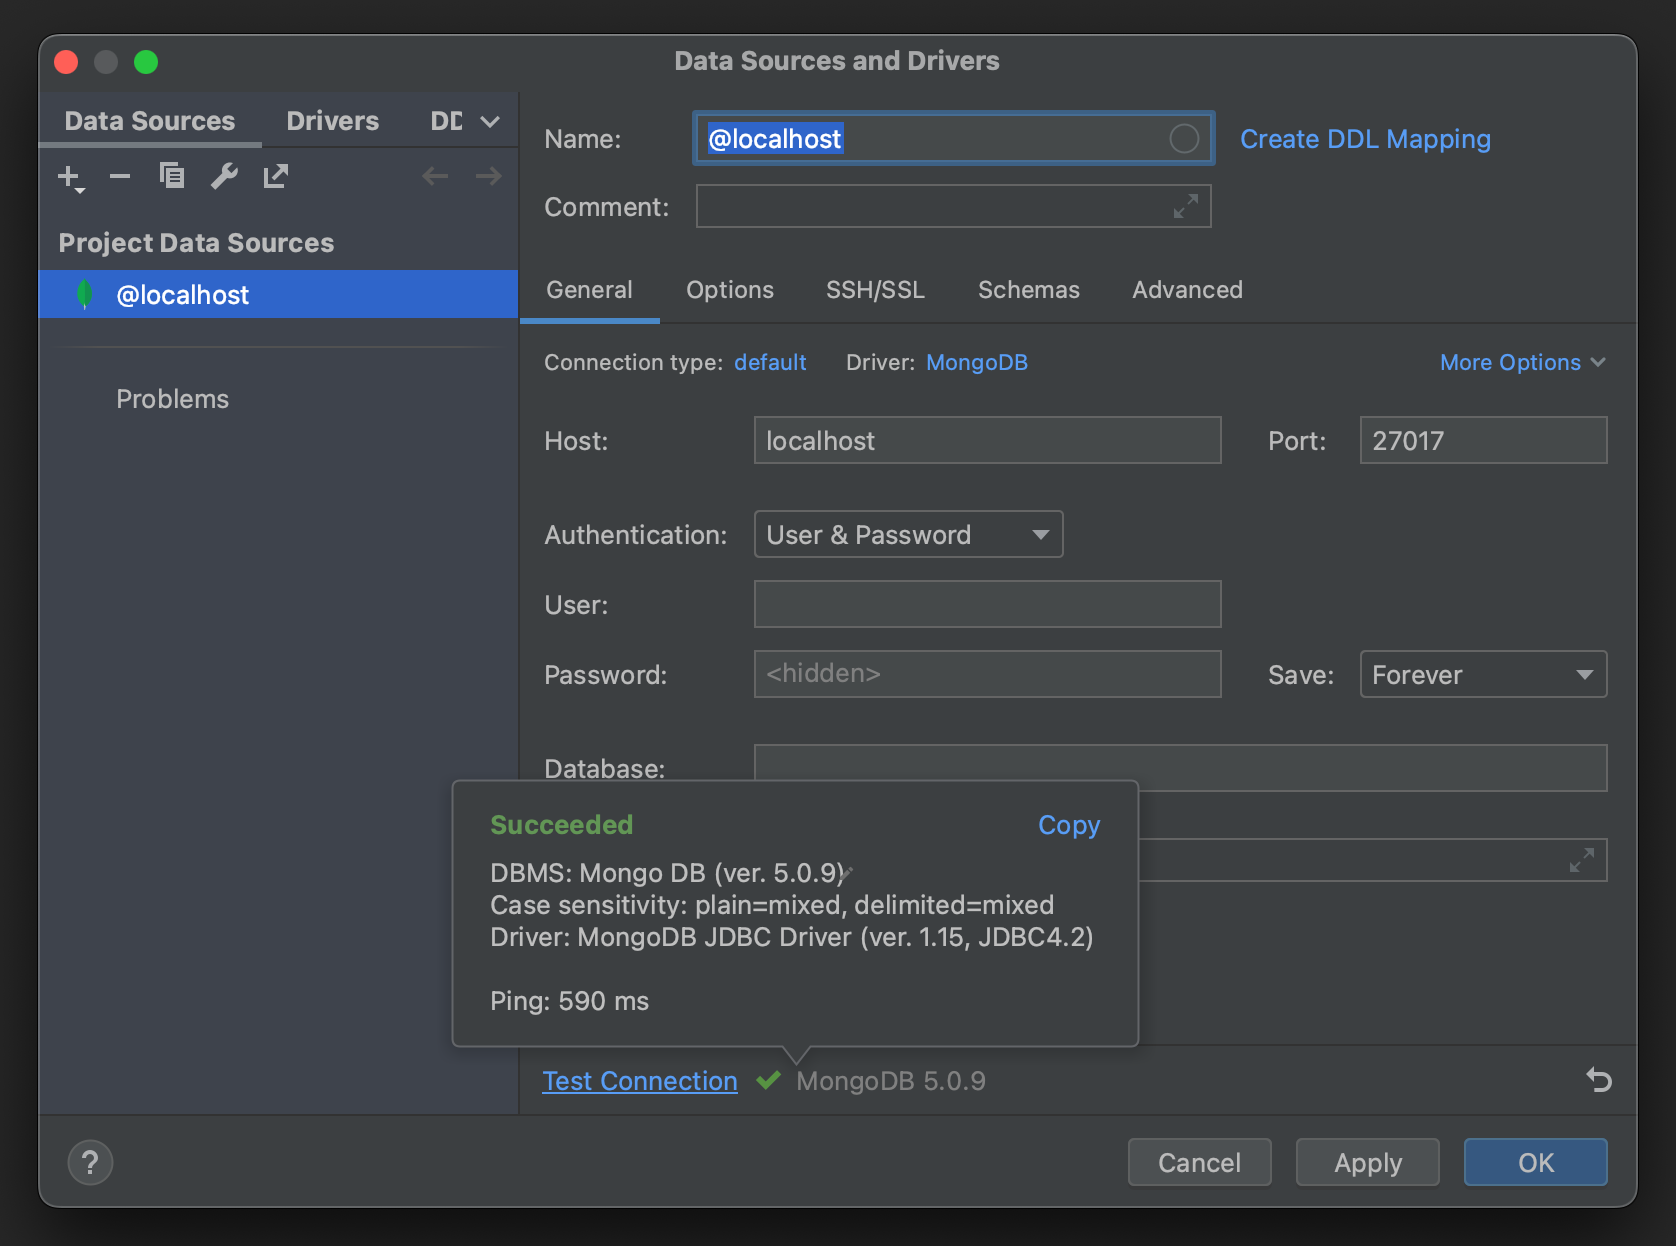 Data Sources and Drivers
Data Sources Drivers DD
Project Data Sources
@localhost
Problems
Name: @localhost Create DDL Mapping
Comment:
General Options SSH/SSL Schemas Advanced
Connection type: default Driver: MongoDB More Options
Host: localhost Port: 27017
Authentication: User & Password
User:
Password: <hidden> Save: Forever
Database:
Succeeded Copy
DBMS: Mongo DB (ver. 5.0.9)
Case sensitivity: plain=mixed, delimited=mixed
Driver: MongoDB JDBC Driver (ver. 1.15, JDBC4.2)
Ping: 590 ms
Test Connection MongoDB 5.0.9
? Cancel Apply OK